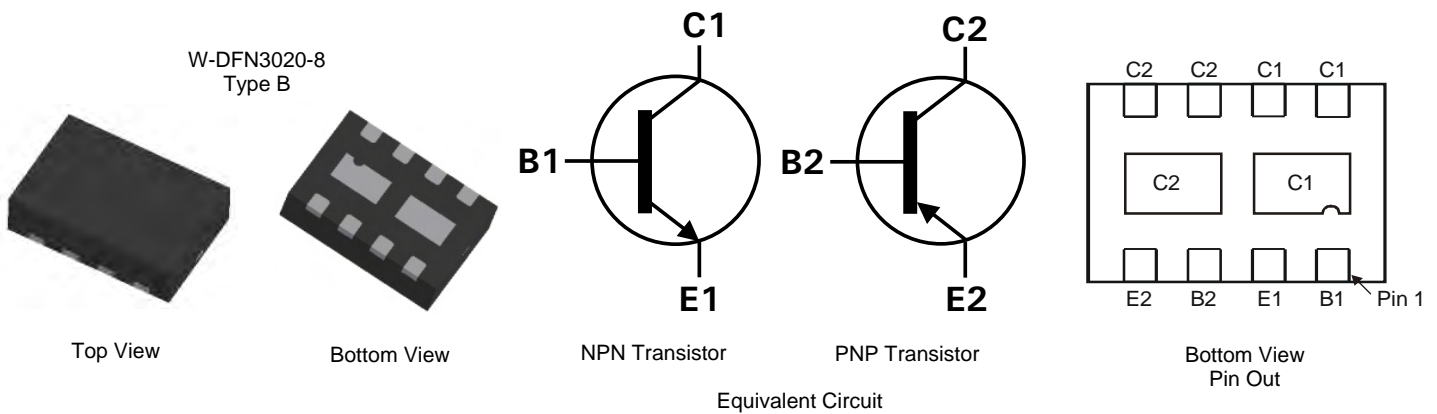 W-DFN3020-8
Type B
Top View
Bottom View
C1
B1
E1
NPN Transistor
C2
B2
E2
PNP Transistor
Equivalent Circuit
C2 C2 C1 C1
C2 C1
E2 B2 E1 B1 Pin 1
Bottom View
Pin Out